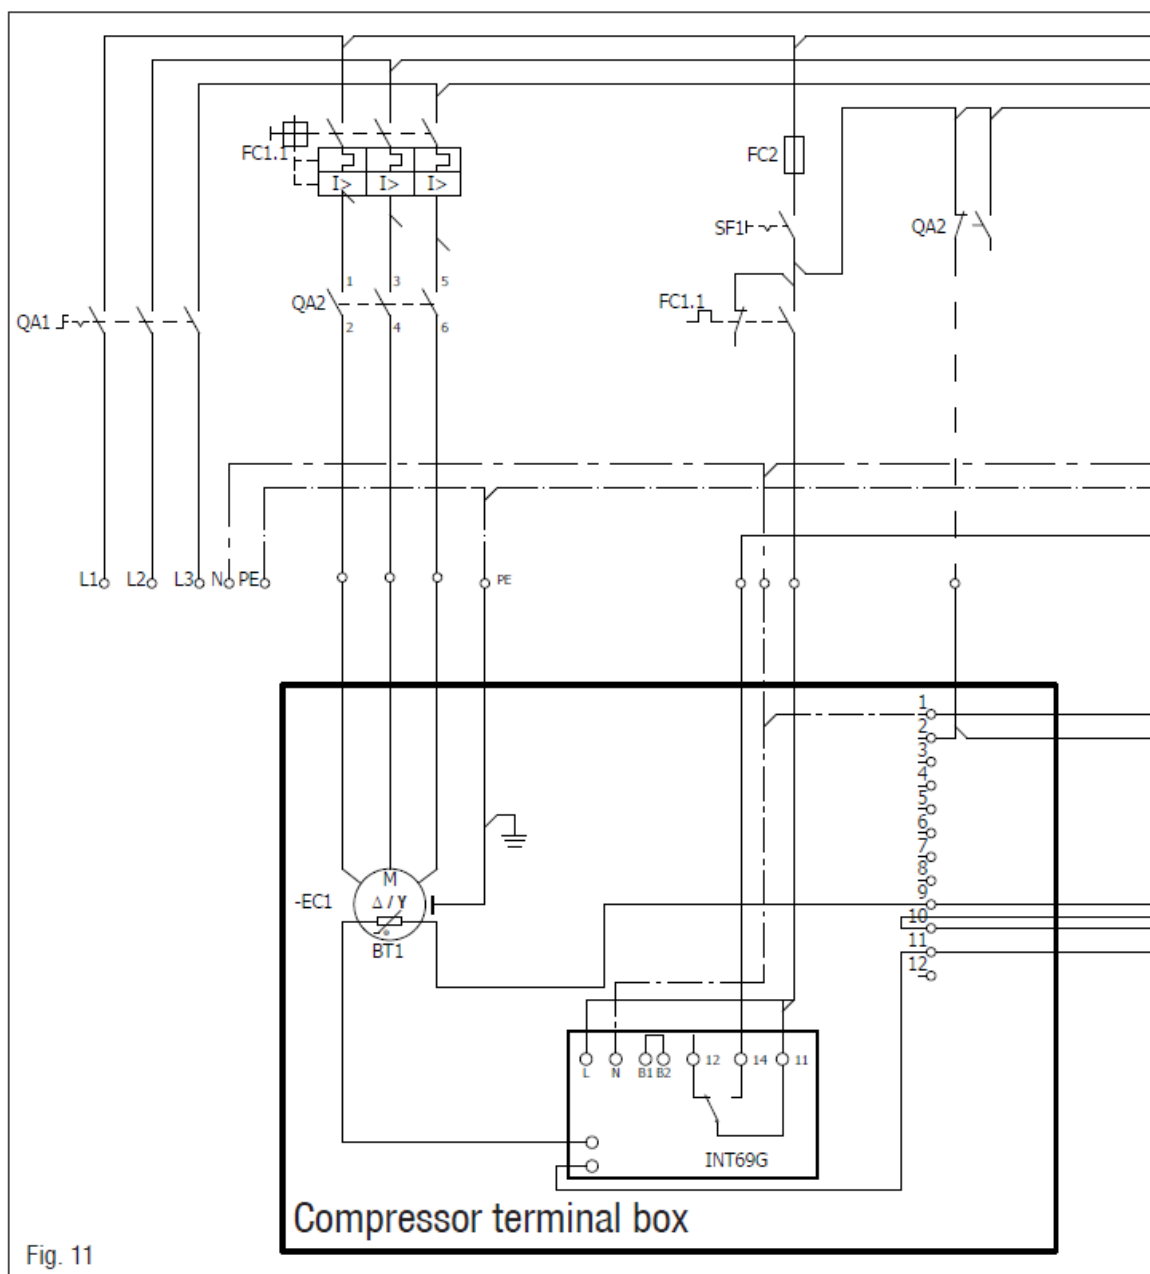 FC1.1
I>
I>
I>
FC2
SF1
QA2
FC1.1
QA1
QA2
1
3
5
2
4
6
L1
L2
L3
N
PE
PE
1
2
3
4
5
6
7
8
9
10
11
12
-EC1
M
Δ / Y
BT1
L
N
B1
B2
12
14
11
INT69G
Compressor terminal box
Fig. 11